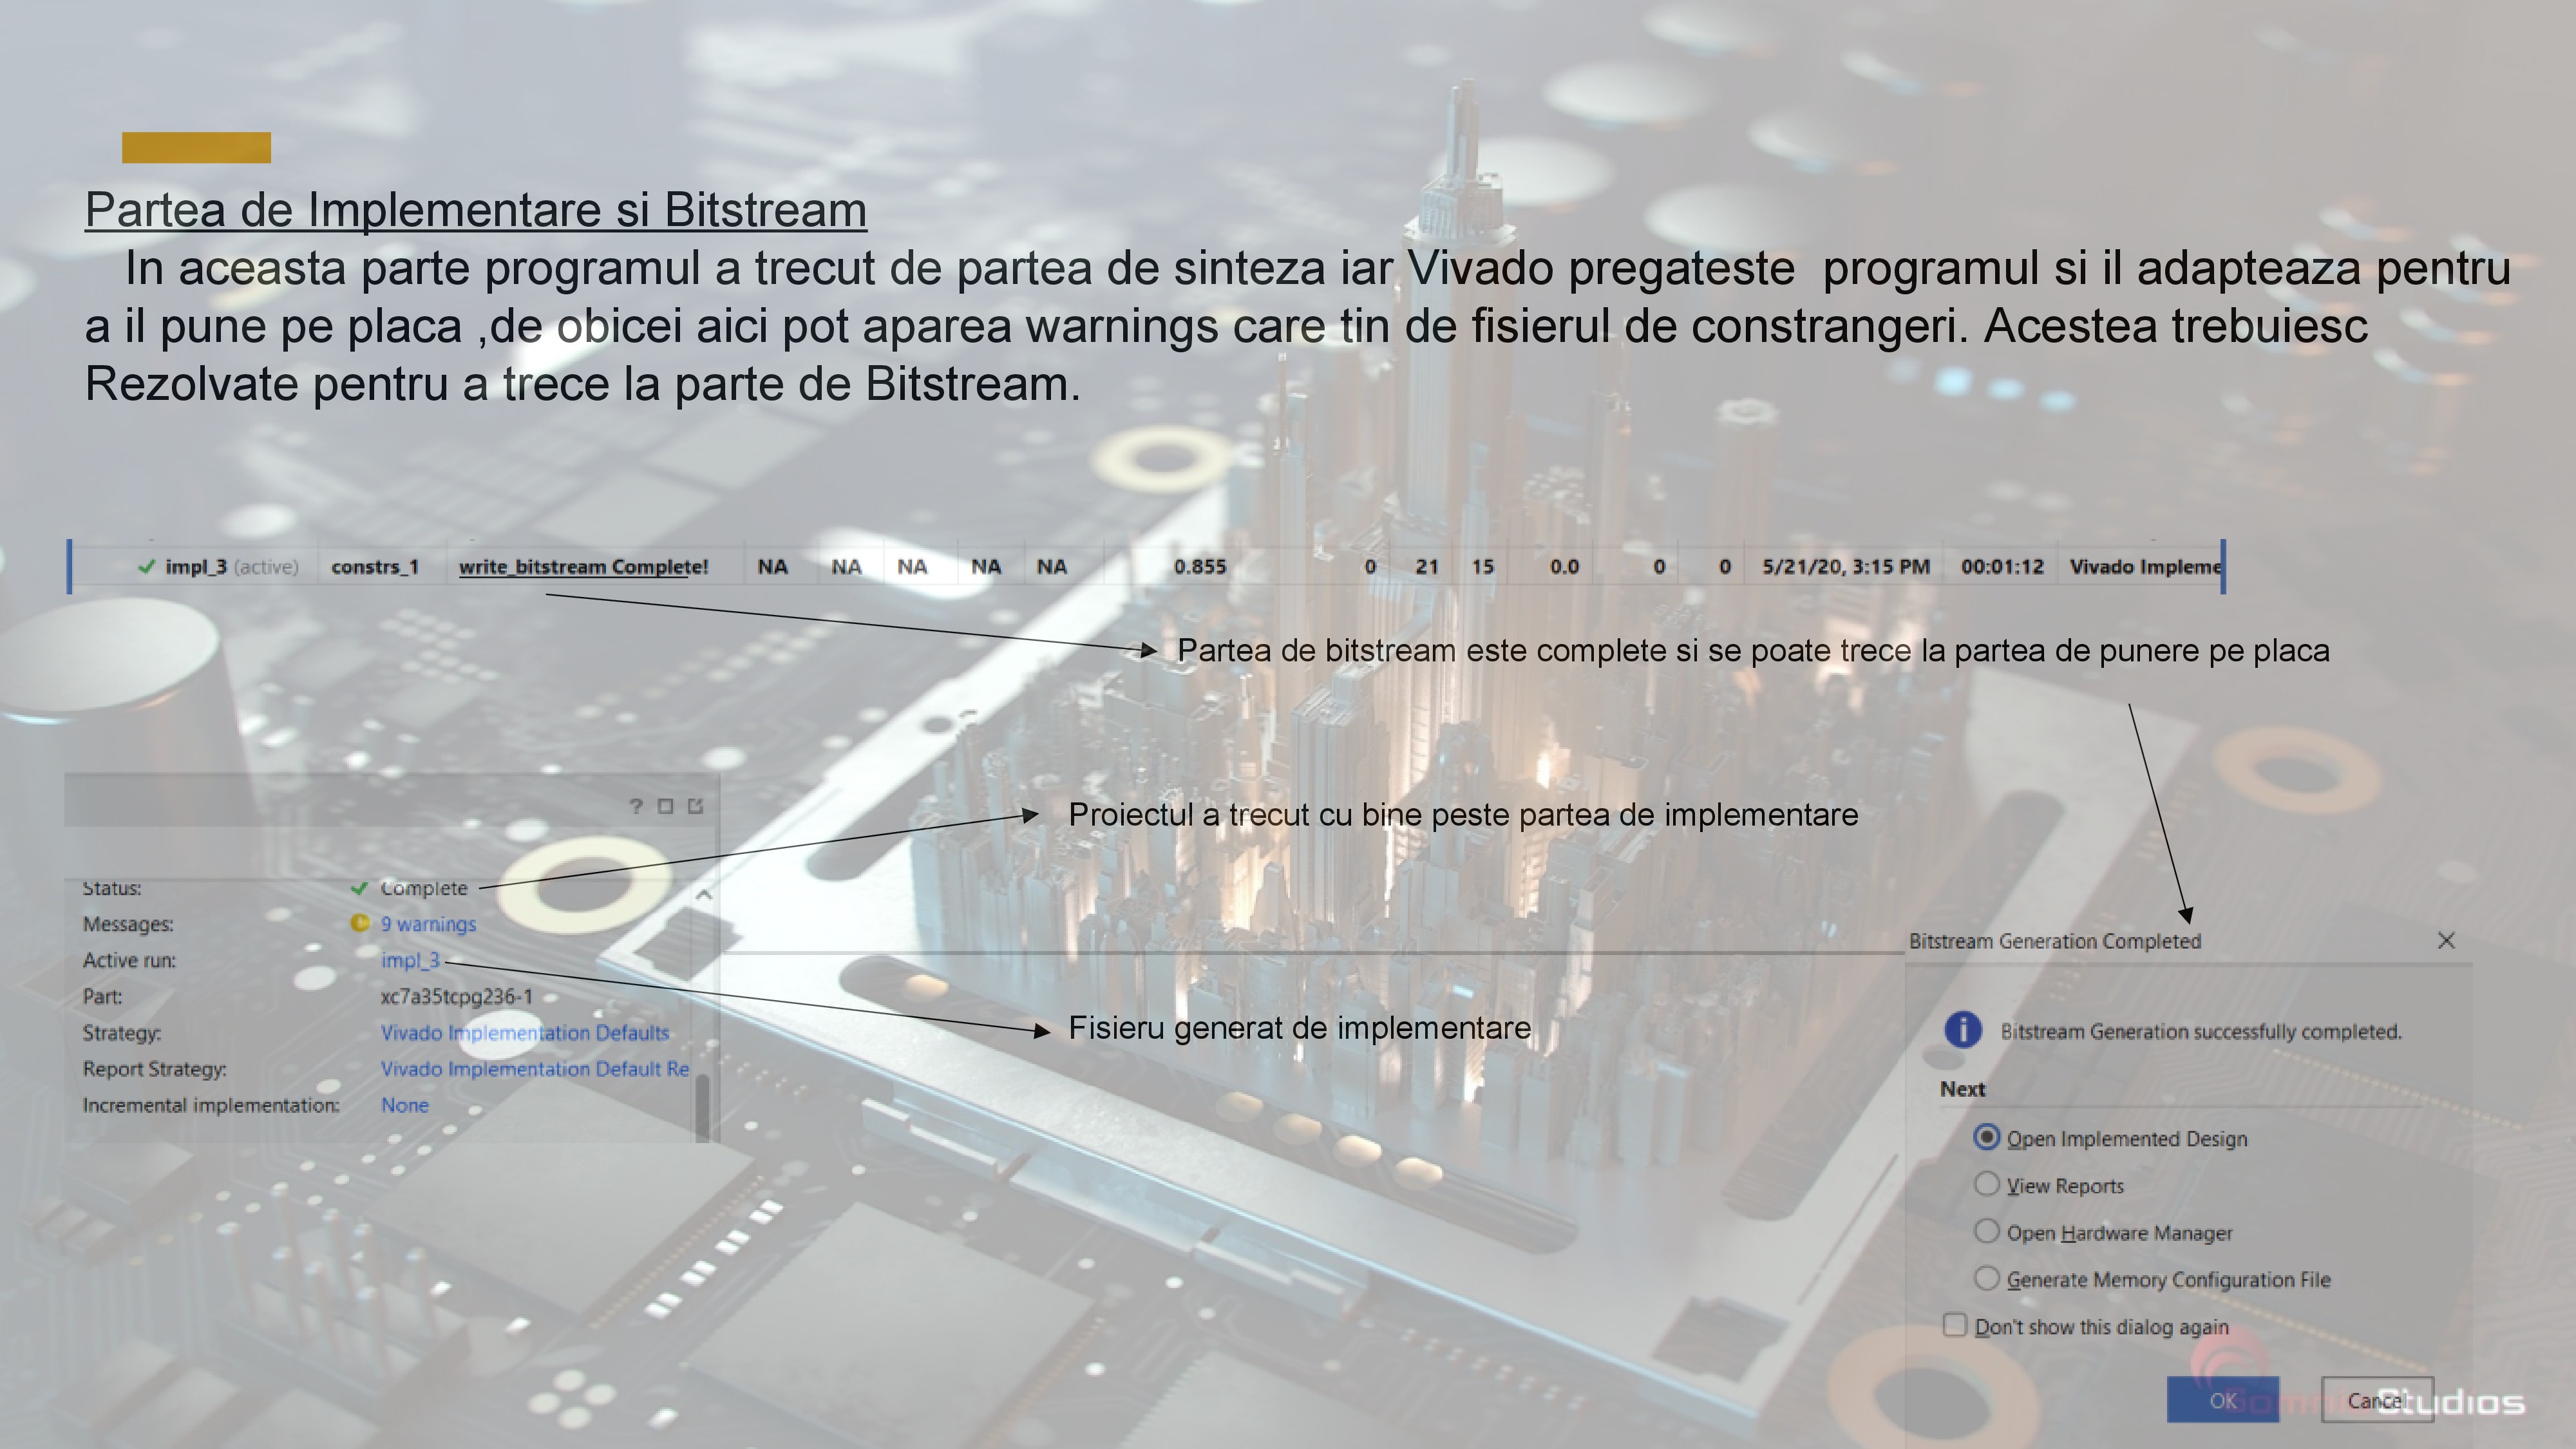 Partea de Implementare si Bitstream
In aceasta parte programul a trecut de partea de sinteza iar Vivado pregateste programul si il adapteaza pentru
a il pune pe placa ,de obicei aici pot aparea warnings care tin de fisierul de constrangeri. Acestea trebuiesc
Rezolvate pentru a trece la parte de Bitstream.
impl_3 (active) constrs_1 write_bitstream Complete! NA NA NA NA NA 0.855 0 21 15 0.0 0 0 5/21/20, 3:15 PM 00:01:12 Vivado Impleme
Partea de bitstream este complete si se poate trece la partea de punere pe placa
Proiectul a trecut cu bine peste partea de implementare
Status: Complete
Messages: 9 warnings
Active run: impl_3
Part: xc7a35tcpg236-1
Strategy: Vivado Implementation Defaults
Report Strategy: Vivado Implementation Default Re
Incremental implementation: None
Fisieru generat de implementare
Bitstream Generation Completed
Bitstream Generation successfully completed.
Next
Open Implemented Design
View Reports
Open Hardware Manager
Generate Memory Configuration File
Don't show this dialog again
OK Cancel
Studios